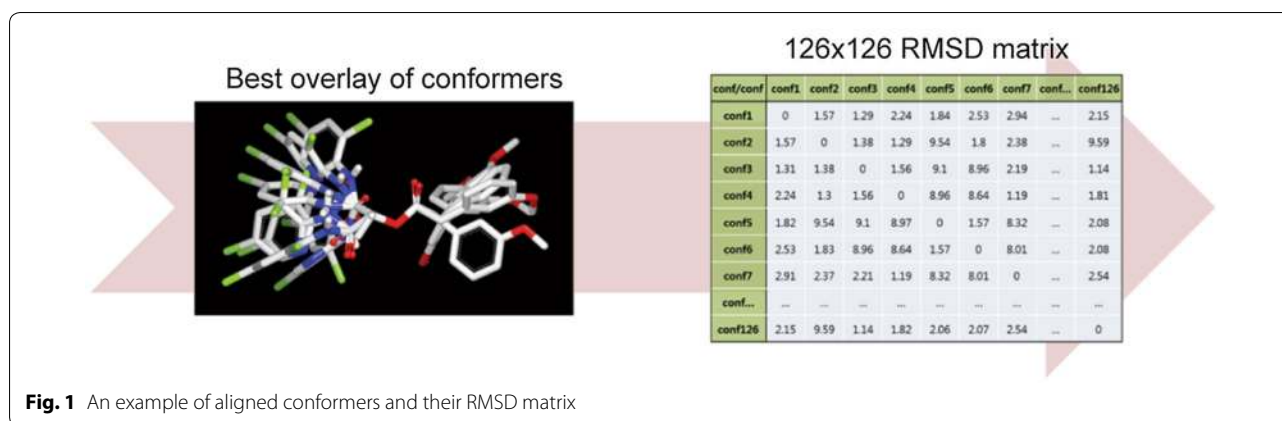 Best overlay of conformers
126x126 RMSD matrix
conf/conf conf1 conf2 conf3 conf4 conf5 conf6 conf7 conf... conf126
conf1 0 1.57 1.29 2.24 1.84 2.53 2.94 ... 2.15
conf2 1.57 0 1.38 1.29 9.54 1.8 2.38 ... 9.59
conf3 1.31 1.38 0 1.56 9.1 8.96 2.19 ... 1.14
conf4 2.24 1.3 1.56 0 8.96 8.64 1.19 ... 1.81
conf5 1.82 9.54 9.1 8.97 0 1.57 8.32 ... 2.08
conf6 2.53 1.83 8.96 8.64 1.57 0 8.01 ... 2.08
conf7 2.91 2.37 2.21 1.19 8.32 8.01 0 ... 2.54
conf... ... ... ... ... ... ... ... ... ...
conf126 2.15 9.59 1.14 1.82 2.06 2.07 2.54 ... 0
Fig. 1 An example of aligned conformers and their RMSD matrix